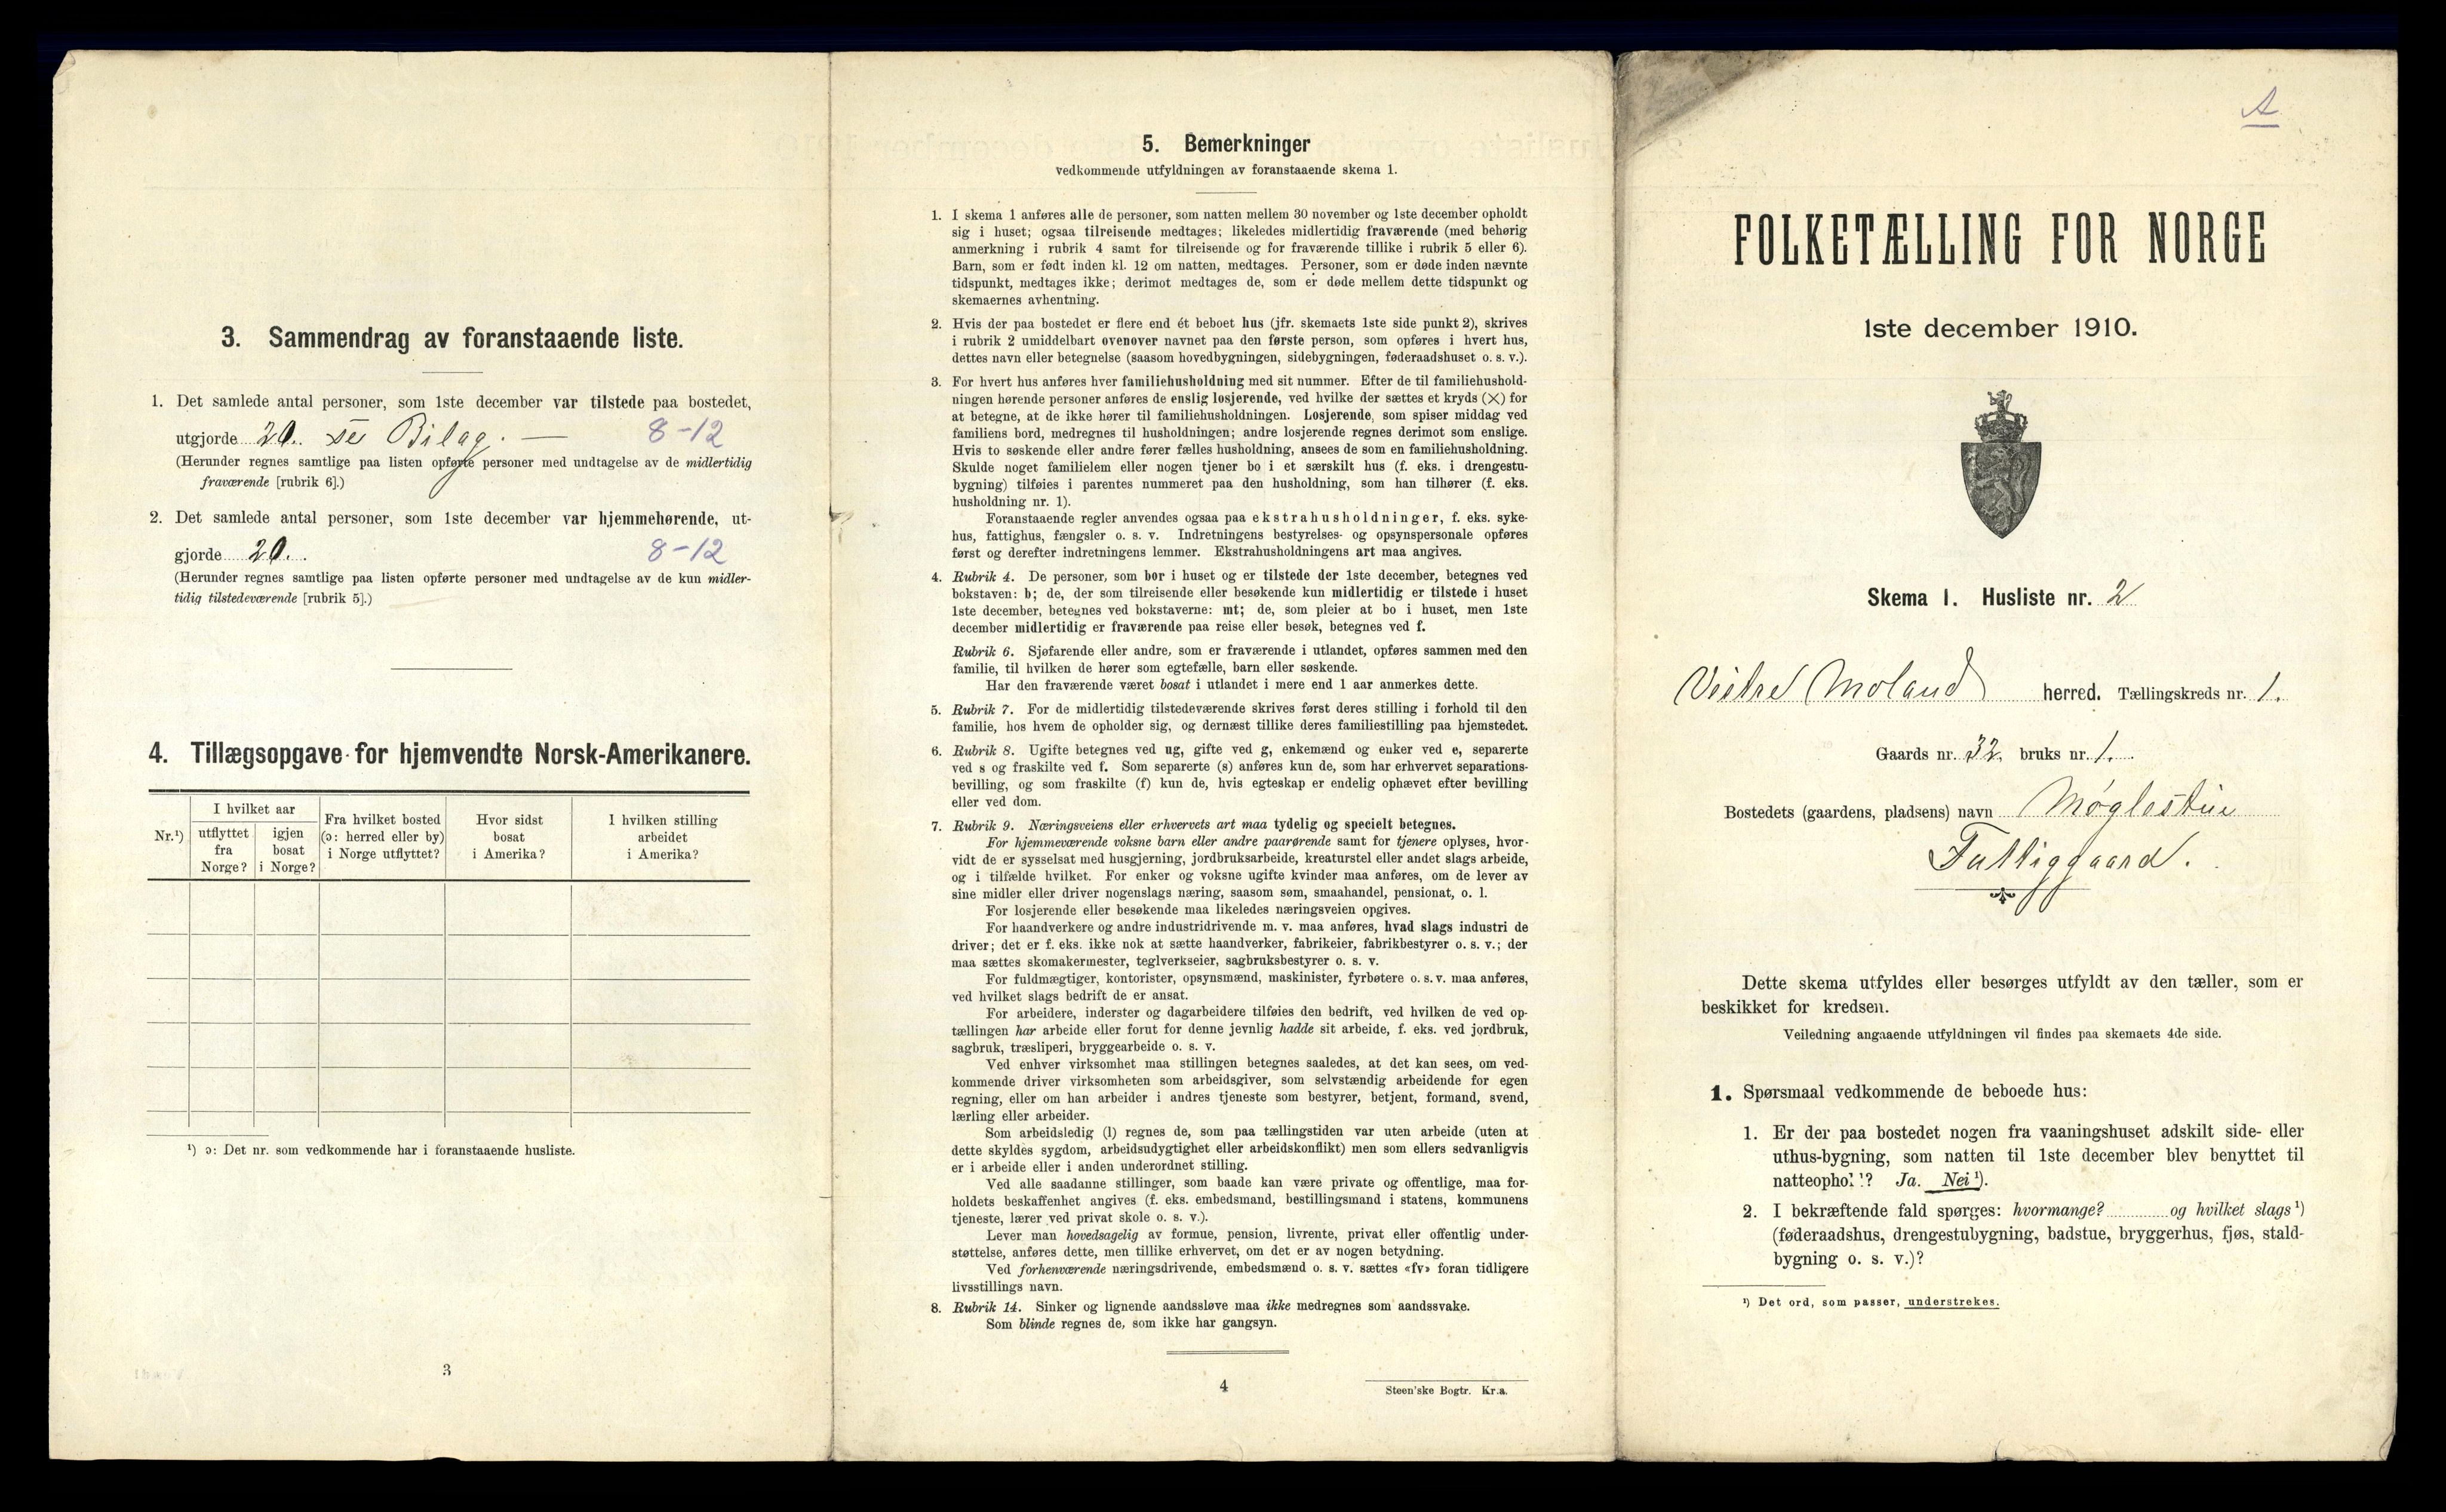 3. Sammendrag av foranstaaende liste.
1. Det samlede antal personer, som 1ste december var tilstede paa bostedet,
utgjorde 20. se Bilag. — 8-12
(Herunder regnes samtlige paa listen opførte personer med undtagelse av de midlertidig
fraværende [rubrik 6].)
2. Det samlede antal personer, som 1ste december var hjemmehørende, ut-
gjorde 20. 8-12
(Herunder regnes samtlige paa listen opførte personer med undtagelse av de kun midler-
tidig tilstedeværende [rubrik 5].)
4. Tillægsopgave for hjemvendte Norsk-Amerikanere.
Nr.¹)
I hvilket aar
utflyttet
fra
Norge?
igjen
bosat
i Norge?
Fra hvilket bosted
(ɔ: herred eller by)
i Norge utflyttet?
Hvor sidst
bosat
i Amerika?
I hvilken stilling
arbeidet
i Amerika?
¹) ɔ: Det nr. som vedkommende har i foranstaaende husliste.
3
5. Bemerkninger
vedkommende utfyldningen av foranstaaende skema 1.
1. I skema 1 anføres alle de personer, som natten mellem 30 november og 1ste december opholdt
sig i huset; ogsaa tilreisende medtages; likeledes midlertidig fraværende (med behørig
anmerkning i rubrik 4 samt for tilreisende og for fraværende tillike i rubrik 5 eller 6).
Barn, som er født inden kl. 12 om natten, medtages. Personer, som er døde inden nævnte
tidspunkt, medtages ikke; derimot medtages de, som er døde mellem dette tidspunkt og
skemaernes avhentning.
2. Hvis der paa bostedet er flere end ét beboet hus (jfr. skemaets 1ste side punkt 2), skrives
i rubrik 2 umiddelbart ovenover navnet paa den første person, som opføres i hvert hus,
dettes navn eller betegnelse (saasom hovedbygningen, sidebygningen, føderaadshuset o. s. v.).
3. For hvert hus anføres hver familiehusholdning med sit nummer. Efter de til familiehushold-
ningen hørende personer anføres de enslig losjerende, ved hvilke der sættes et kryds (×) for
at betegne, at de ikke hører til familiehusholdningen. Losjerende, som spiser middag ved
familiens bord, medregnes til husholdningen; andre losjerende regnes derimot som enslige.
Hvis to søskende eller andre fører fælles husholdning, ansees de som en familiehusholdning.
Skulde noget familielem eller nogen tjener bo i et særskilt hus (f. eks. i drengestu-
bygning) tilføies i parentes nummeret paa den husholdning, som han tilhører (f. eks.
husholdning nr. 1).
Foranstaaende regler anvendes ogsaa paa ekstrahusholdninger, f. eks. syke-
hus, fattighus, fængsler o. s. v. Indretningens bestyrelses- og opsynspersonale opføres
først og derefter indretningens lemmer. Ekstrahusholdningens art maa angives.
4. Rubrik 4. De personer, som bor i huset og er tilstede der 1ste december, betegnes ved
bokstaven: b; de, der som tilreisende eller besøkende kun midlertidig er tilstede i huset
1ste december, betegnes ved bokstaverne: mt; de, som pleier at bo i huset, men 1ste
december midlertidig er fraværende paa reise eller besøk, betegnes ved f.
Rubrik 6. Sjøfarende eller andre, som er fraværende i utlandet, opføres sammen med den
familie, til hvilken de hører som egtefælle, barn eller søskende.
Har den fraværende været bosat i utlandet i mere end 1 aar anmerkes dette.
5. Rubrik 7. For de midlertidig tilstedeværende skrives først deres stilling i forhold til den
familie, hos hvem de opholder sig, og dernæst tillike deres familiestilling paa hjemstedet.
6. Rubrik 8. Ugifte betegnes ved ug, gifte ved g, enkemænd og enker ved e, separerte
ved s og fraskilte ved f. Som separerte (s) anføres kun de, som har erhvervet separations-
bevilling, og som fraskilte (f) kun de, hvis egteskap er endelig ophævet efter bevilling
eller ved dom.
7. Rubrik 9. Næringsveiens eller erhvervets art maa tydelig og specielt betegnes.
For hjemmeværende voksne barn eller andre paarørende samt for tjenere oplyses, hvor-
vidt de er sysselsat med husgjerning, jordbruksarbeide, kreaturstel eller andet slags arbeide,
og i tilfælde hvilket. For enker og voksne ugifte kvinder maa anføres, om de lever av
sine midler eller driver nogenslags næring, saasom søm, smaahandel, pensionat, o. l.
For losjerende eller besøkende maa likeledes næringsveien opgives.
For haandverkere og andre industridrivende m. v. maa anføres, hvad slags industri de
driver; det er f. eks. ikke nok at sætte haandverker, fabrikeier, fabrikbestyrer o. s. v.; der
maa sættes skomakermester, teglverkseier, sagbruksbestyrer o. s. v.
For fuldmægtiger, kontorister, opsynsmænd, maskinister, fyrbøtere o. s. v. maa anføres,
ved hvilket slags bedrift de er ansat.
For arbeidere, inderster og dagarbeidere tilføies den bedrift, ved hvilken de ved op-
tællingen har arbeide eller forut for denne jevnlig hadde sit arbeide, f. eks. ved jordbruk,
sagbruk, træsliperi, bryggearbeide o. s. v.
Ved enhver virksomhet maa stillingen betegnes saaledes, at det kan sees, om ved-
kommende driver virksomheten som arbeidsgiver, som selvstændig arbeidende for egen
regning, eller om han arbeider i andres tjeneste som bestyrer, betjent, formand, svend,
lærling eller arbeider.
Som arbeidsledig (l) regnes de, som paa tællingstiden var uten arbeide (uten at
dette skyldes sygdom, arbeidsudygtighet eller arbeidskonflikt) men som ellers sedvanligvis
er i arbeide eller i anden underordnet stilling.
Ved alle saadanne stillinger, som baade kan være private og offentlige, maa for-
holdets beskaffenhet angives (f. eks. embedsmand, bestillingsmand i statens, kommunens
tjeneste, lærer ved privat skole o. s. v.).
Lever man hovedsagelig av formue, pension, livrente, privat eller offentlig under-
støttelse, anføres dette, men tillike erhvervet, om det er av nogen betydning.
Ved forhenværende næringsdrivende, embedsmænd o. s. v. sættes «fv» foran tidligere
livsstillings navn.
8. Rubrik 14. Sinker og lignende aandssløve maa ikke medregnes som aandssvake.
Som blinde regnes de, som ikke har gangsyn.
4
Steen'ske Bogtr. Kr.a.
A
FOLKETÆLLING FOR NORGE
1ste december 1910.
Skema 1. Husliste nr. 2
Vestre Moland herred. Tællingskreds nr. 1.
Gaards nr. 32, bruks nr. 1.
Bostedets (gaardens, pladsens) navn Møglestue
Fattiggaard.
Dette skema utfyldes eller besørges utfyldt av den tæller, som er
beskikket for kredsen.
Veiledning angaaende utfyldningen vil findes paa skemaets 4de side.
1. Spørsmaal vedkommende de beboede hus:
1. Er der paa bostedet nogen fra vaaningshuset adskilt side- eller
uthus-bygning, som natten til 1ste december blev benyttet til
natteophold? Ja. Nei ¹).
2. I bekræftende fald spørges: hvormange? og hvilket slags ¹)
(føderaadshus, drengestubygning, badstue, bryggerhus, fjøs, stald-
bygning o. s. v.)?
¹) Det ord, som passer, understrekes.